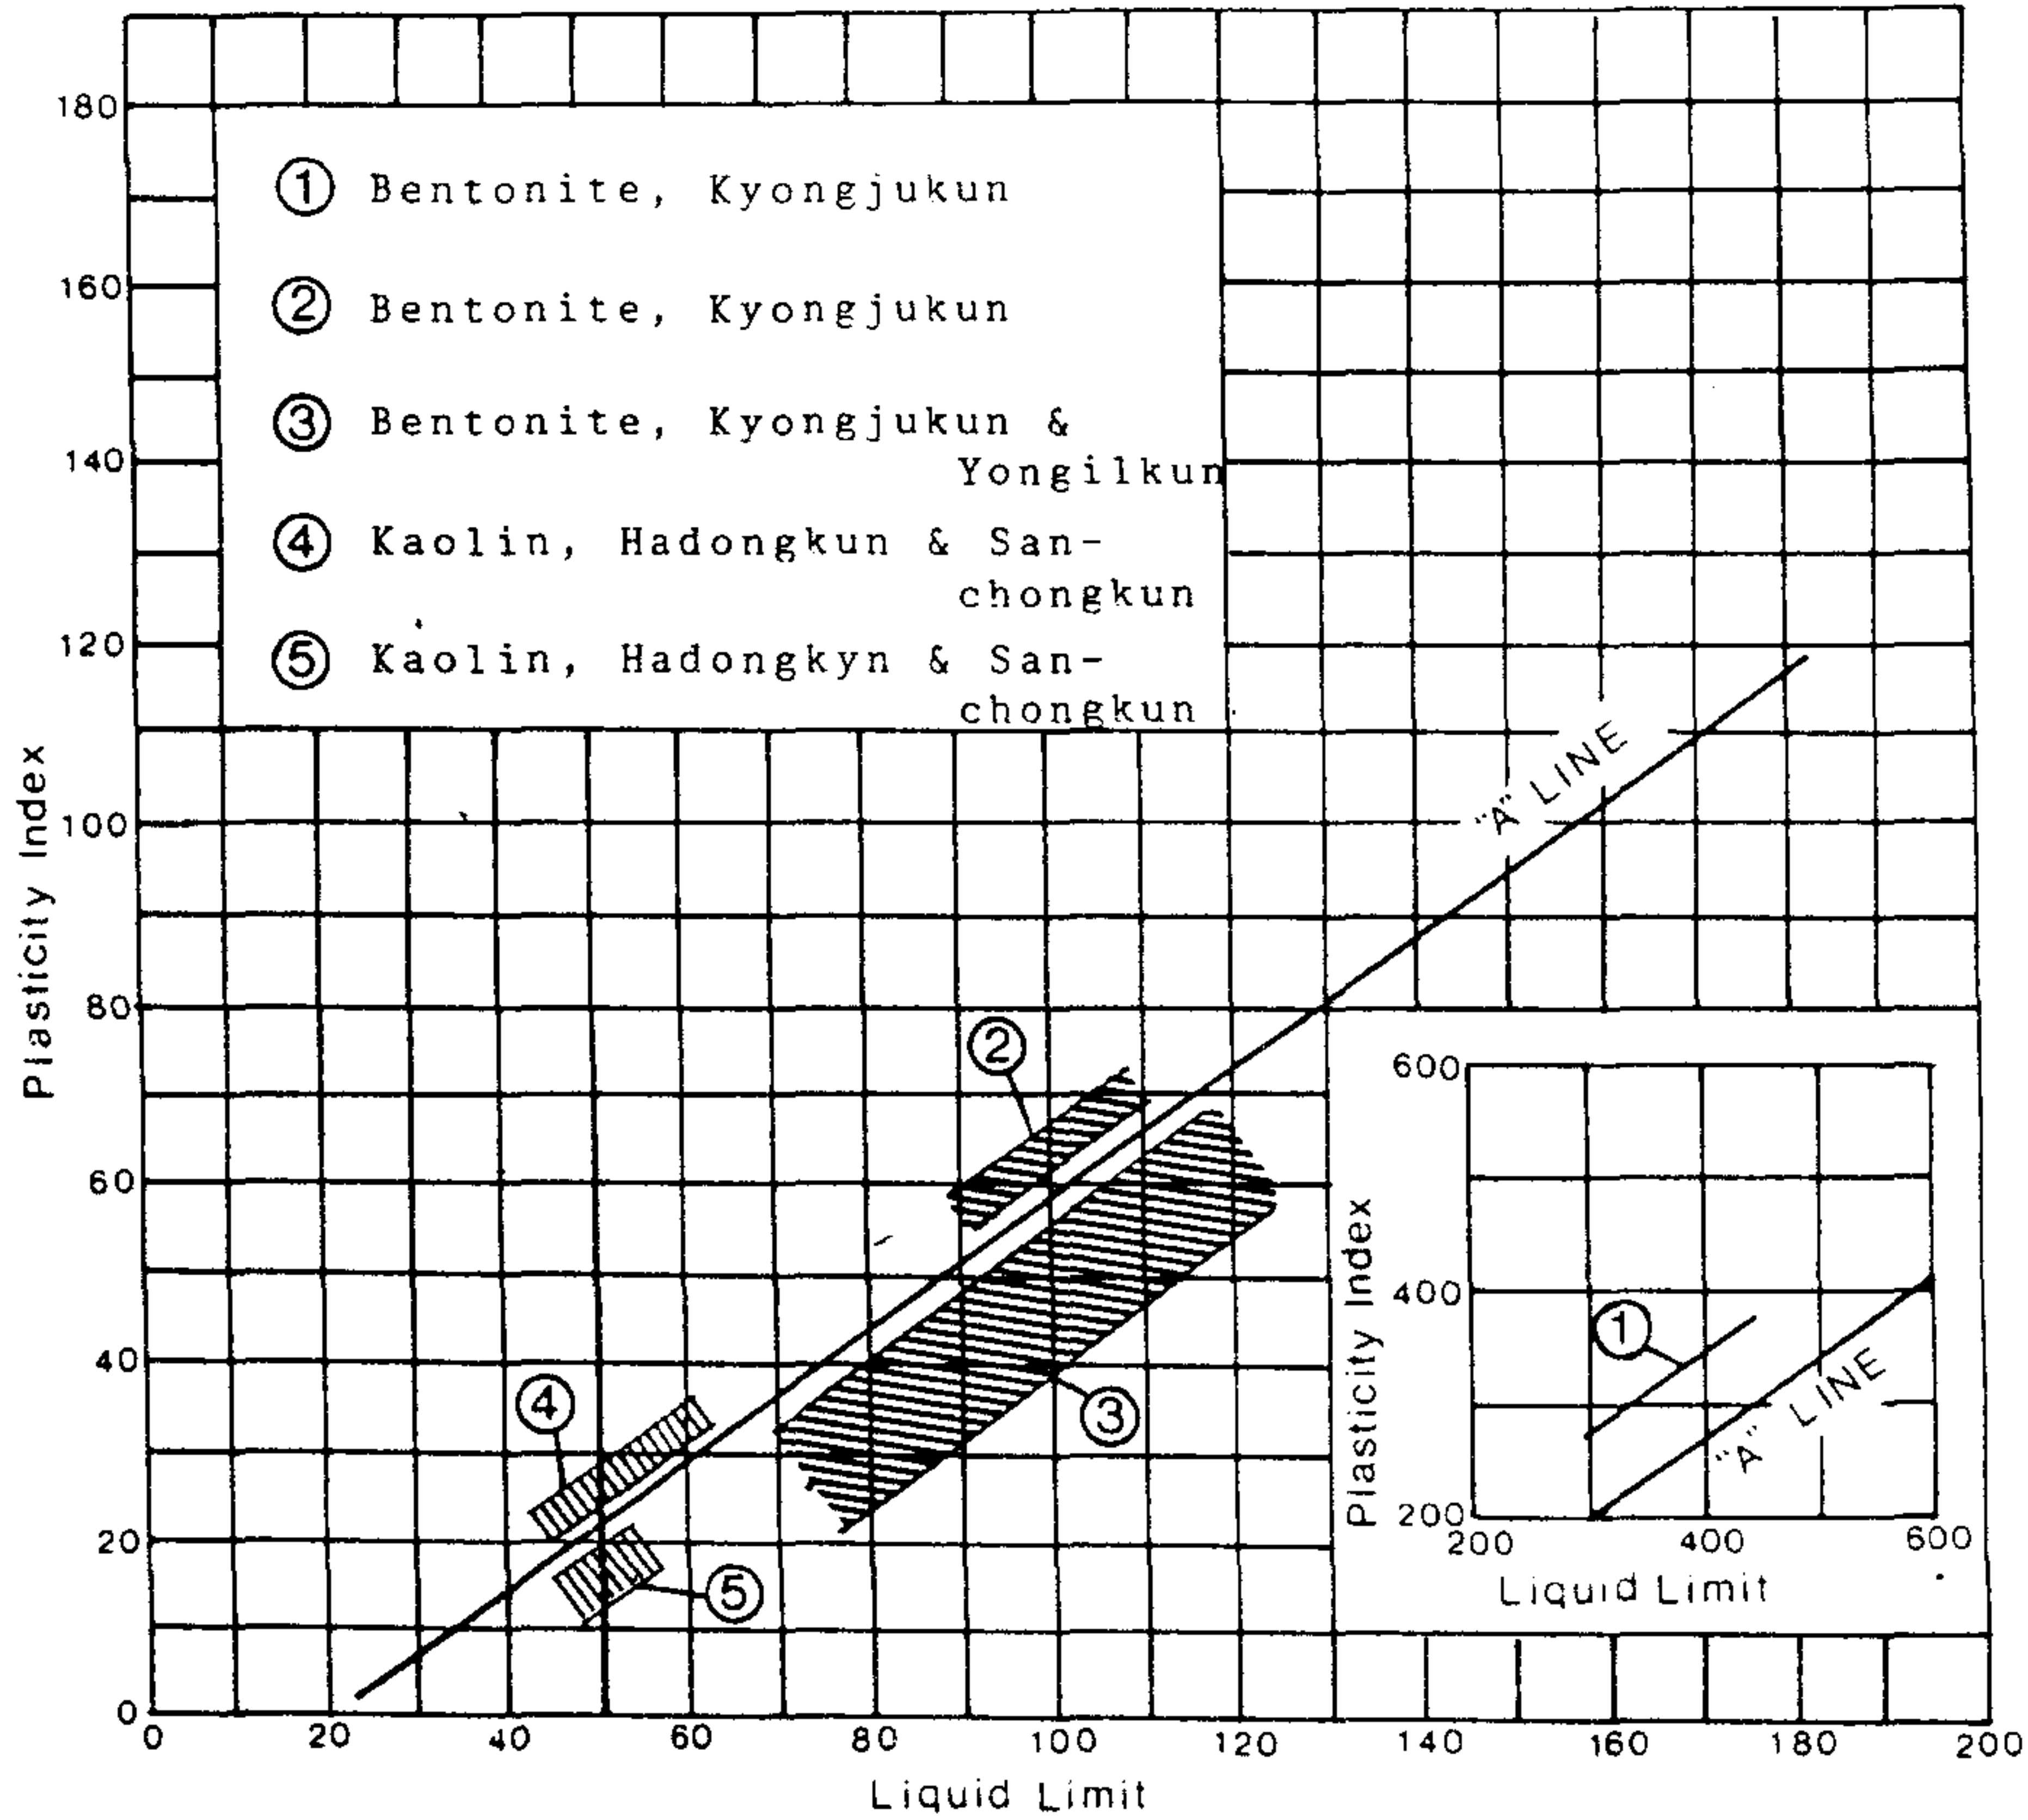 180
160
140
120
100
80
60
40
20
0
Plasticity Index
① Bentonite, Kyongjukun
② Bentonite, Kyongjukun
③ Bentonite, Kyongjukun &
Yongilkun
④ Kaolin, Hadongkun & San-
chongkun
⑤ Kaolin, Hadongkyn & San-
chongkun
"A" LINE
②
③
④
⑤
0 20 40 60 80 100 120 140 160 180 200
Liquid Limit
600
400
200
Plasticity Index
①
"A" LINE
200 400 600
Liquid Limit